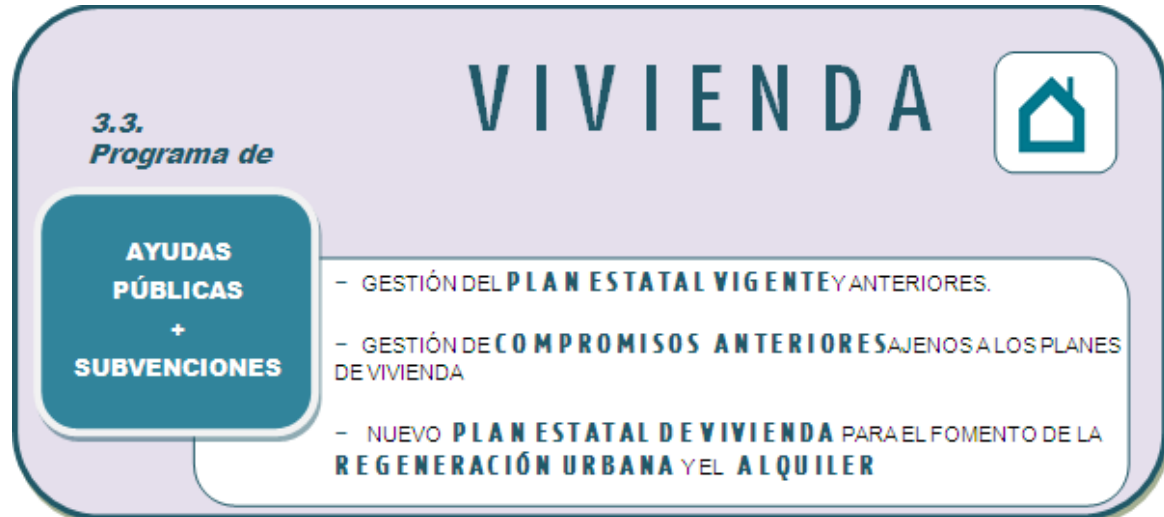 VIVIENDA
3.3.
Programa de
AYUDAS
PÚBLICAS
+
SUBVENCIONES
– GESTIÓN DEL PLAN ESTATAL VIGENTE Y ANTERIORES.
– GESTIÓN DE COMPROMISOS ANTERIORES AJENOS A LOS PLANES
DE VIVIENDA
– NUEVO PLAN ESTATAL DE VIVIENDA PARA EL FOMENTO DE LA
REGENERACIÓN URBANA Y EL ALQUILER